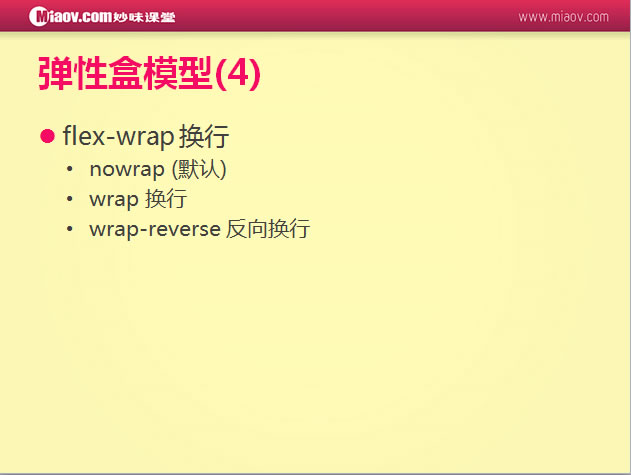 Miaov.com 妙味课堂
www.miaov.com
弹性盒模型(4)
flex-wrap 换行
nowrap (默认)
wrap 换行
wrap-reverse 反向换行